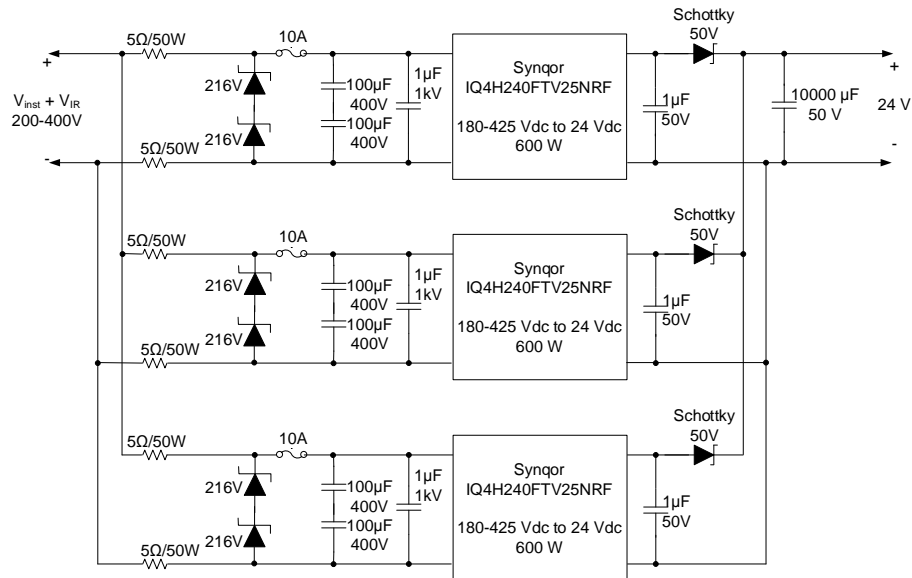 Schottky
50V
10A
5Ω/50W
+
V_inst + V_IR
200-400V
-
5Ω/50W
216V
216V
100µF
400V
100µF
400V
1µF
1kV
Synqor
IQ4H240FTV25NRF
180-425 Vdc to 24 Vdc
600 W
1µF
50V
10000 µF
50 V
+
24 V
-
Schottky
50V
10A
5Ω/50W
5Ω/50W
216V
216V
100µF
400V
100µF
400V
1µF
1kV
Synqor
IQ4H240FTV25NRF
180-425 Vdc to 24 Vdc
600 W
1µF
50V
Schottky
50V
10A
5Ω/50W
5Ω/50W
216V
216V
100µF
400V
100µF
400V
1µF
1kV
Synqor
IQ4H240FTV25NRF
180-425 Vdc to 24 Vdc
600 W
1µF
50V